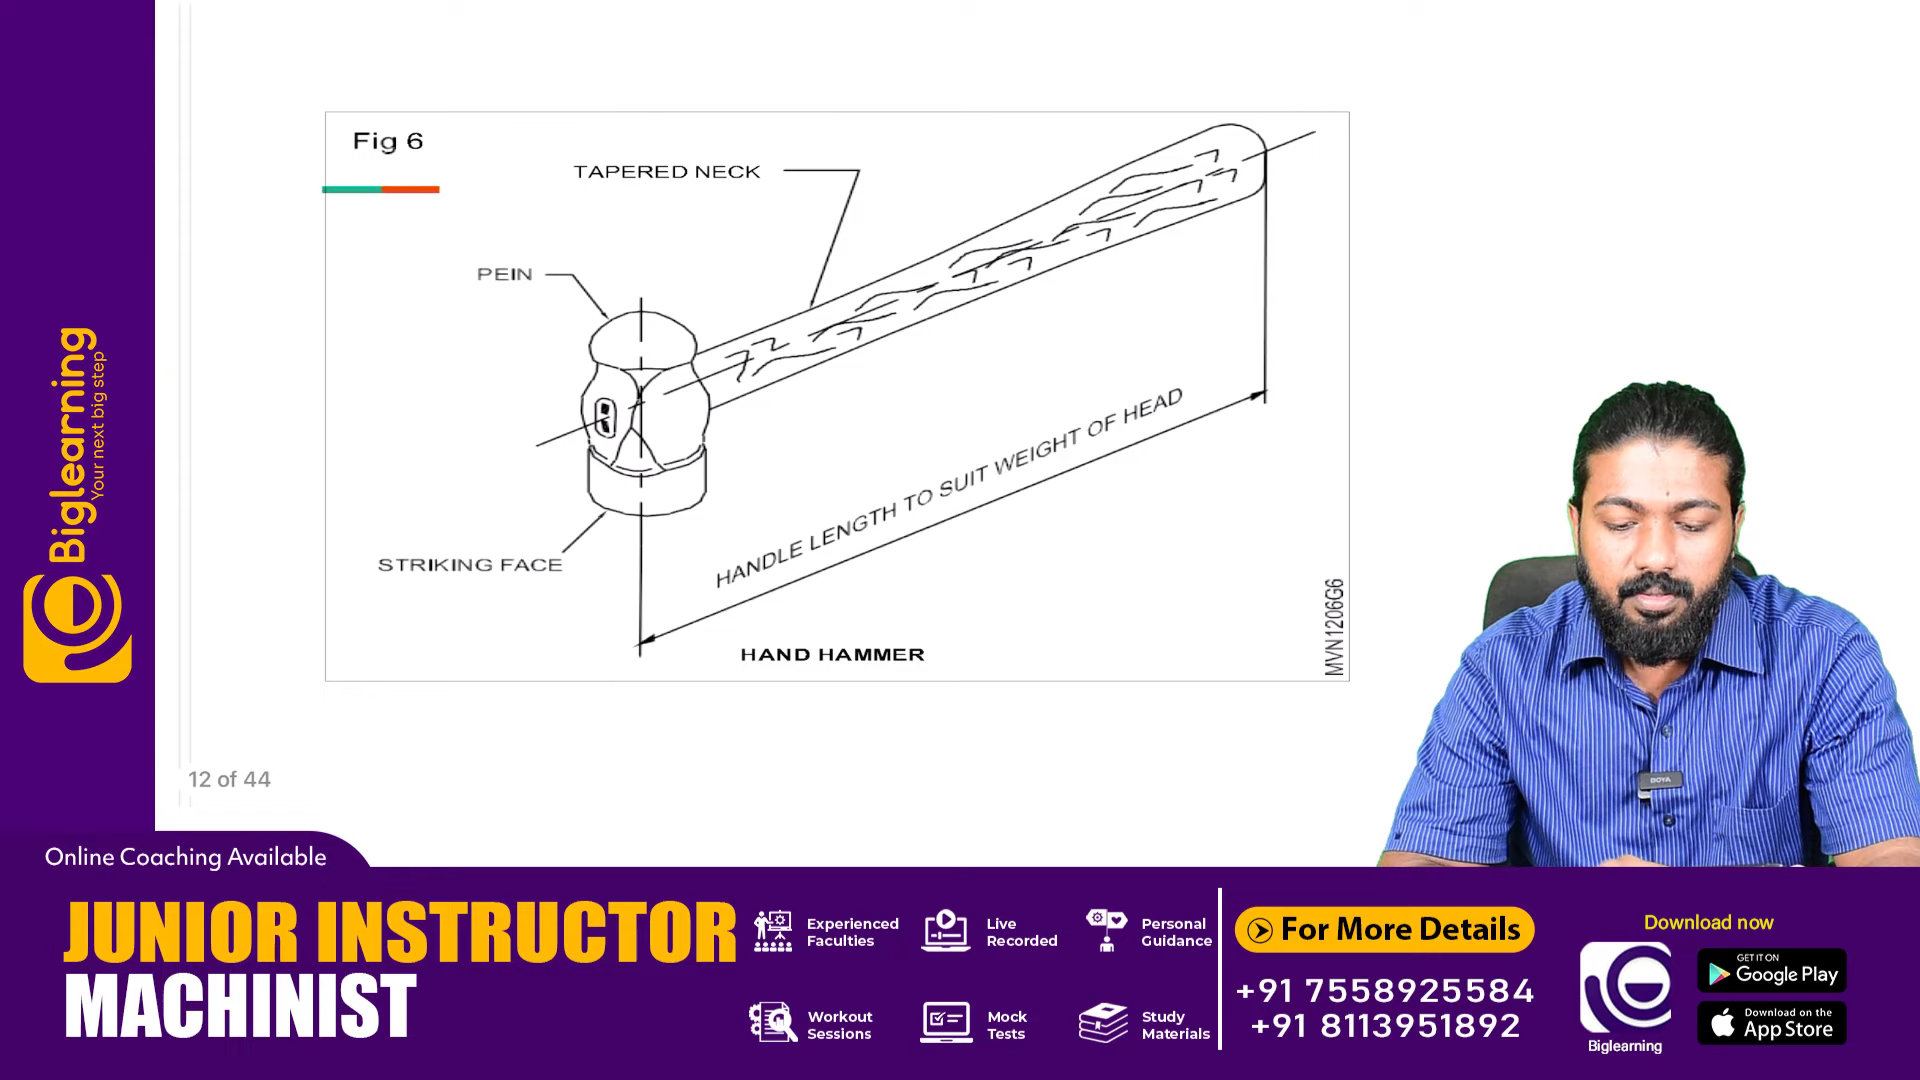 Fig 6
TAPERED NECK
PEIN
STRIKING FACE
HANDLE LENGTH TO SUIT WEIGHT OF HEAD
HAND HAMMER
MVN1206G6
12 of 44
Biglearning
Your next big step
BOYA
Online Coaching Available
JUNIOR INSTRUCTOR
MACHINIST
Experienced
Faculties
Live
Recorded
Personal
Guidance
Workout
Sessions
Mock
Tests
Study
Materials
For More Details
+91 7558925584
+91 8113951892
Download now
Biglearning
GET IT ON
Google Play
Download on the
App Store